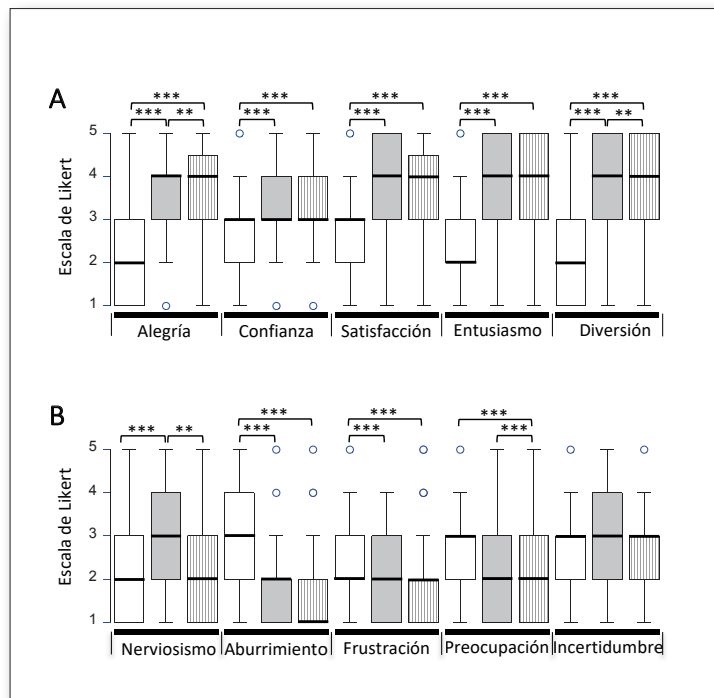 A
*** *** *** *** ***
*** ** *** *** *** *** **
Escala de Likert
5
4
3
2
1
Alegría Confianza Satisfacción Entusiasmo Diversión
B
*** *** ***
*** ** *** *** ***
Escala de Likert
5
4
3
2
1
Nerviosismo Aburrimiento Frustración Preocupación Incertidumbre